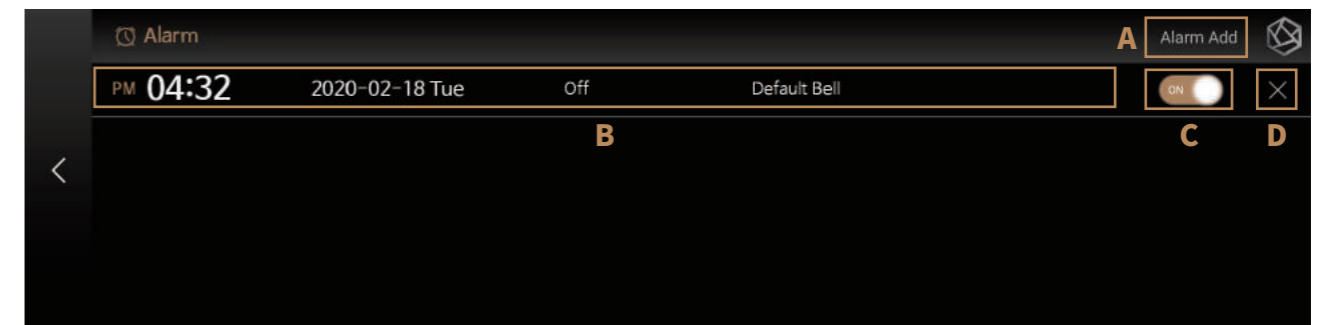 Alarm A Alarm Add
PM 04:32 2020-02-18 Tue Off Default Bell ON
B C D